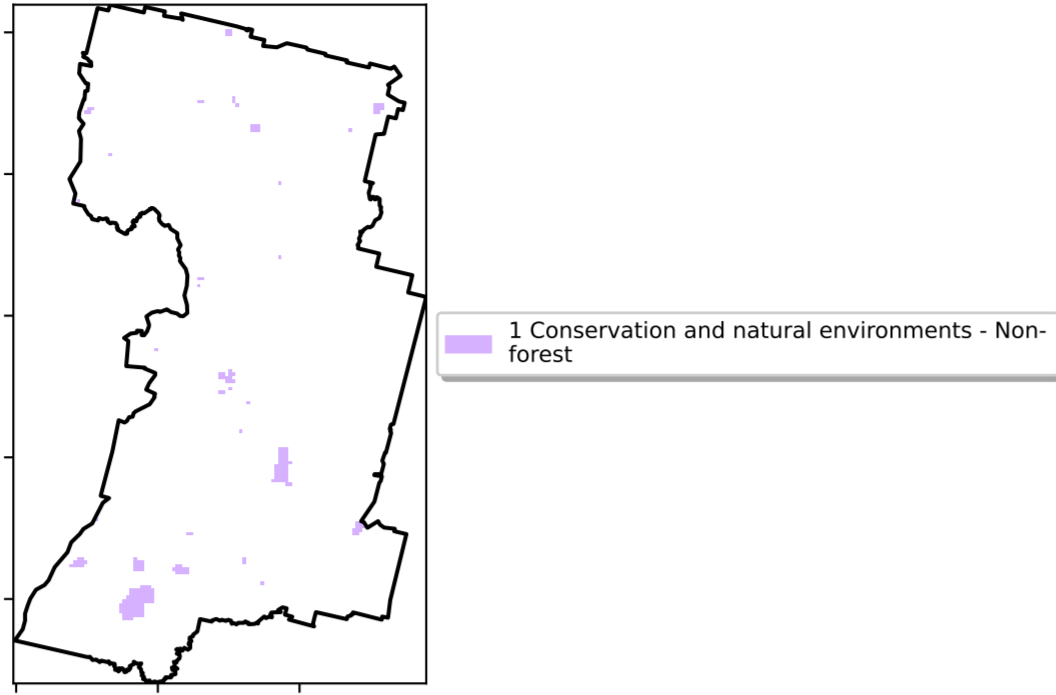 1 Conservation and natural environments - Non-
forest